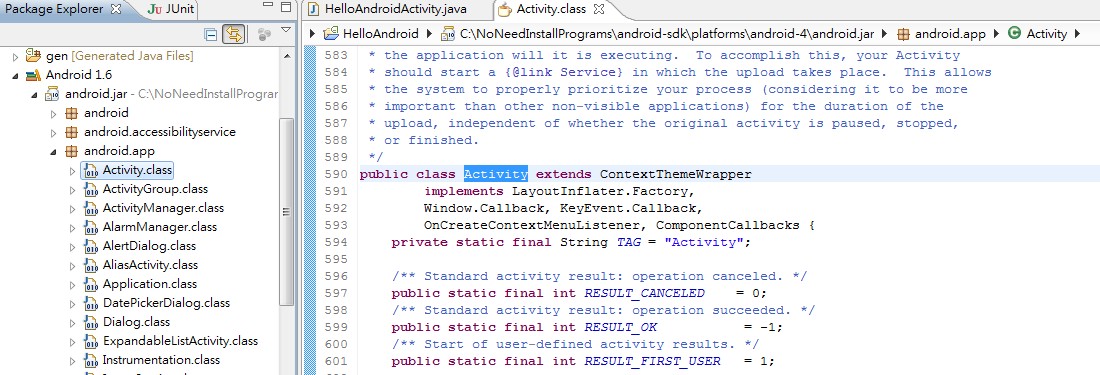 Package Explorer
JUnit
gen [Generated Java Files]
Android 1.6
android.jar - C:\NoNeedInstallPrograr
android
android.accessibilityservice
android.app
Activity.class
ActivityGroup.class
ActivityManager.class
AlarmManager.class
AlertDialog.class
AliasActivity.class
Application.class
DatePickerDialog.class
Dialog.class
ExpandableListActivity.class
Instrumentation.class
HelloAndroidActivity.java
Activity.class
HelloAndroid C:\NoNeedInstallPrograms\android-sdk\platforms\android-4\android.jar android.app Activity
583 * the application will it is executing.  To accomplish this, your Activity
584 * should start a {@link Service} in which the upload takes place.  This allows
585 * the system to properly prioritize your process (considering it to be more
586 * important than other non-visible applications) for the duration of the
587 * upload, independent of whether the original activity is paused, stopped,
588 * or finished.
589 */
590 public class Activity extends ContextThemeWrapper
591 implements LayoutInflater.Factory,
592 Window.Callback, KeyEvent.Callback,
593 OnCreateContextMenuListener, ComponentCallbacks {
594 private static final String TAG = "Activity";
595
596 /** Standard activity result: operation canceled. */
597 public static final int RESULT_CANCELED    = 0;
598 /** Standard activity result: operation succeeded. */
599 public static final int RESULT_OK           = -1;
600 /** Start of user-defined activity results. */
601 public static final int RESULT_FIRST_USER   = 1;